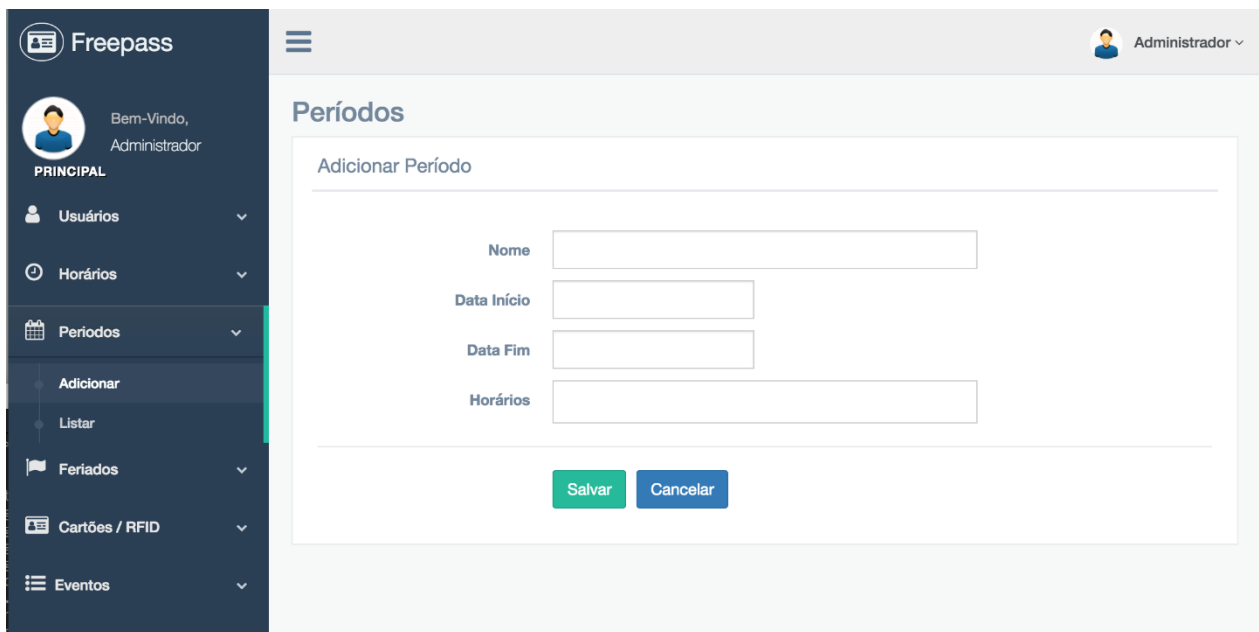 Freepass
Administrador
Bem-Vindo,
Administrador
PRINCIPAL
Usuários
Horários
Periodos
Adicionar
Listar
Feriados
Cartões / RFID
Eventos
Períodos
Adicionar Período
Nome
Data Início
Data Fim
Horários
Salvar Cancelar